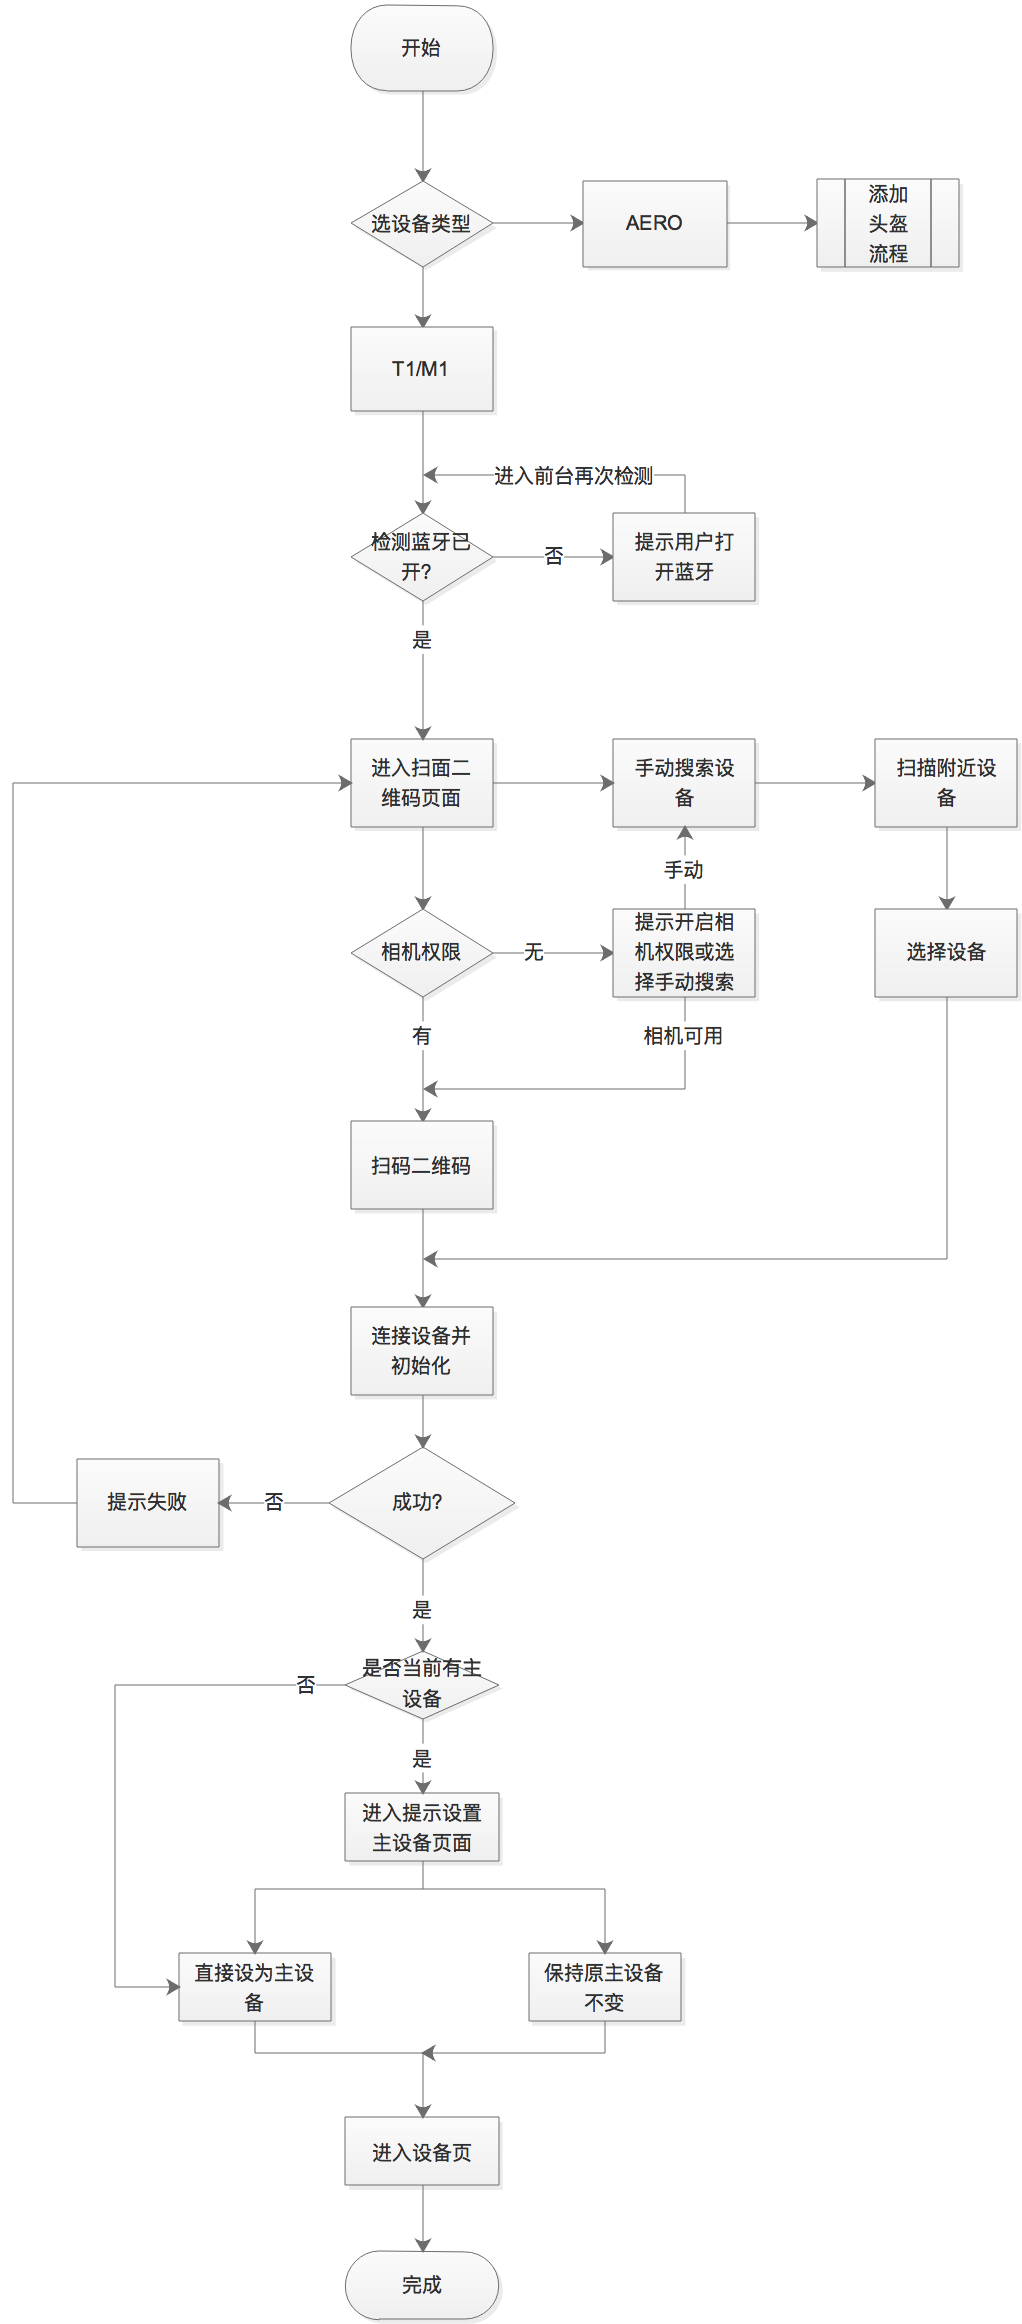 开始
选设备类型
AERO
添加
头盔
流程
T1/M1
进入前台再次检测
检测蓝牙已
开?
否
提示用户打
开蓝牙
是
进入扫面二
维码页面
手动搜索设
备
扫描附近设
备
手动
相机权限
无
提示开启相
机权限或选
择手动搜索
选择设备
有
相机可用
扫码二维码
连接设备并
初始化
成功?
否
提示失败
是
是否当前有主
设备
否
是
进入提示设置
主设备页面
直接设为主设
备
保持原主设备
不变
进入设备页
完成